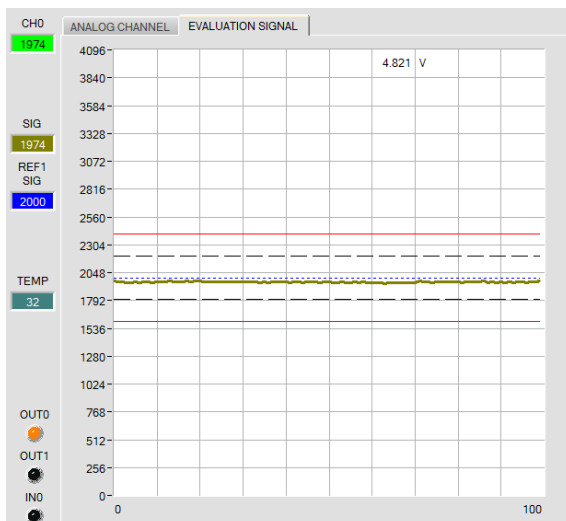 CH0
1974
SIG
1974
REF1
SIG
2000
TEMP
32
OUT0
OUT1
IN0
ANALOG CHANNEL
EVALUATION SIGNAL
4.821 V
4096
3840
3584
3328
3072
2816
2560
2304
2048
1792
1536
1280
1024
768
512
256
0
0
100